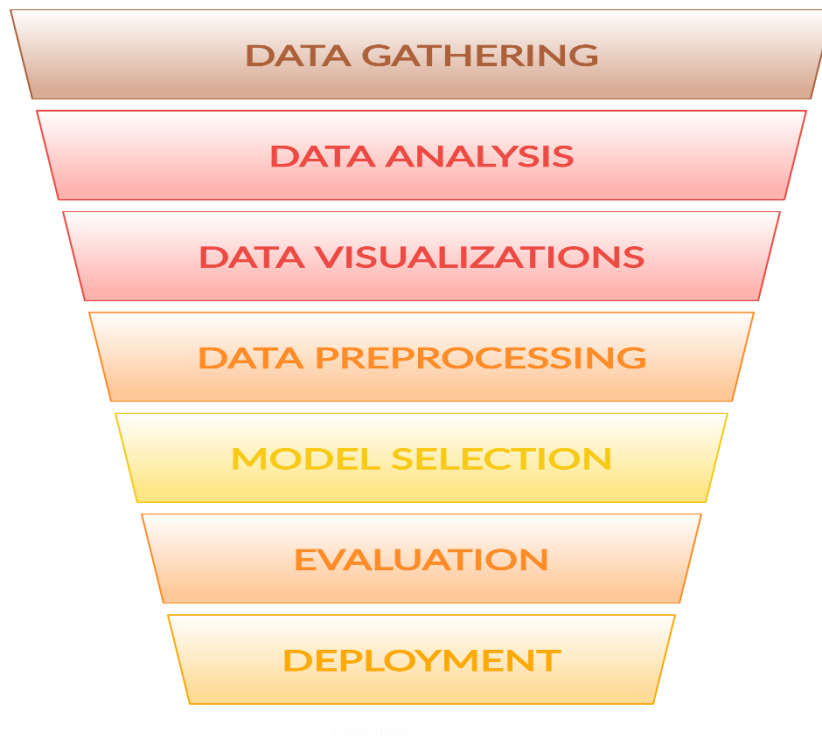 DATA GATHERING
DATA ANALYSIS
DATA VISUALIZATIONS
DATA PREPROCESSING
MODEL SELECTION
EVALUATION
DEPLOYMENT